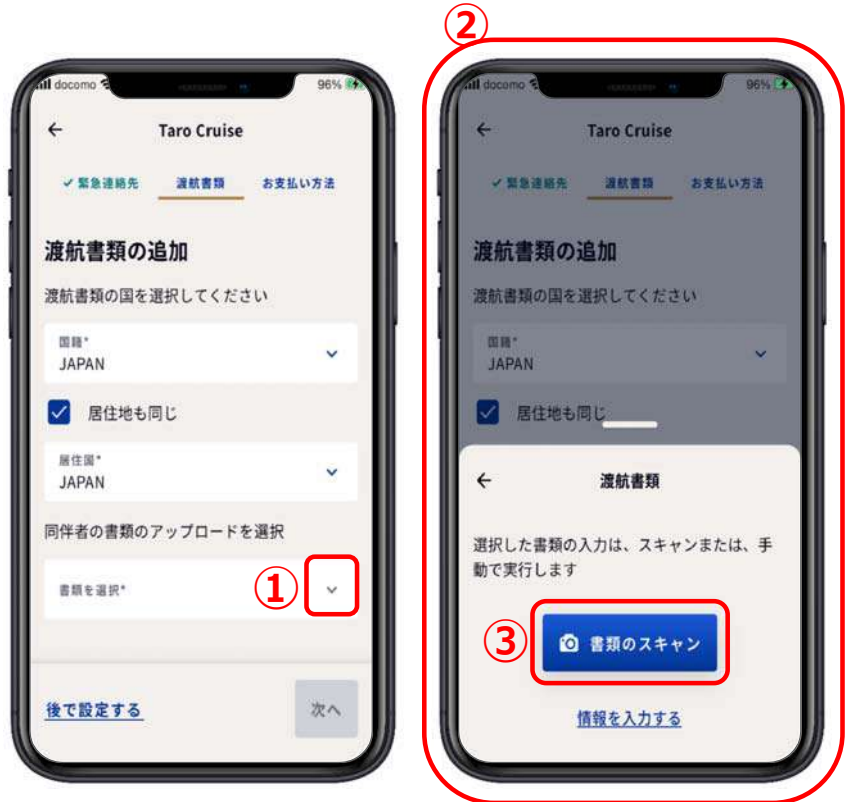 ②
docomo
96%
←
Taro Cruise
✓ 緊急連絡先
渡航書類
お支払い方法
渡航書類の追加
渡航書類の国を選択してください
国籍*
JAPAN
居住地も同じ
居住国*
JAPAN
同伴者の書類のアップロードを選択
書類を選択*
①
後で設定する
次へ
docomo
96%
←
Taro Cruise
✓ 緊急連絡先
渡航書類
お支払い方法
渡航書類の追加
渡航書類の国を選択してください
国籍*
JAPAN
居住地も同じ
←
渡航書類
選択した書類の入力は、スキャンまたは、手
動で実行します
③
書類のスキャン
情報を入力する